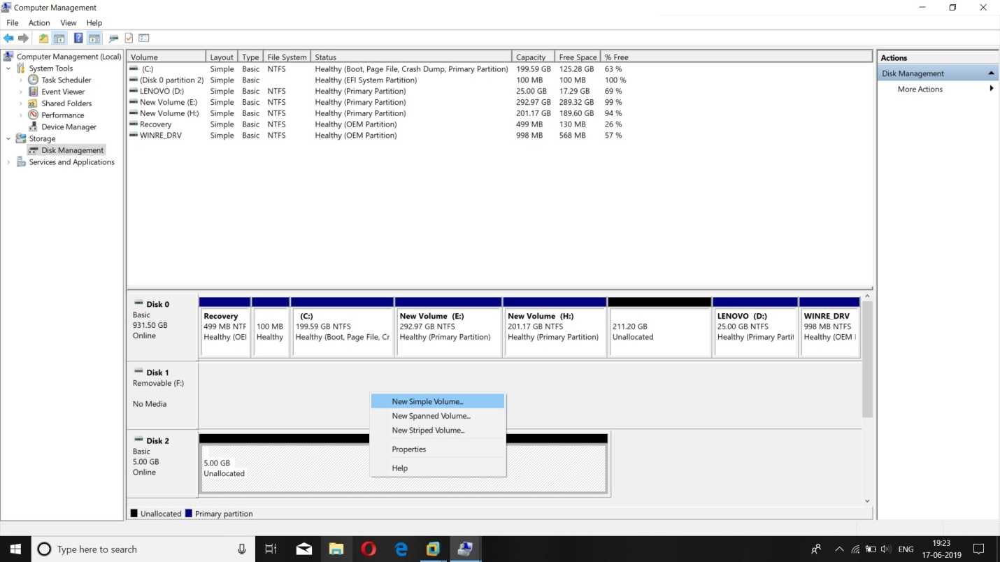 Computer Management
File Action View Help
Computer Management (Local)
System Tools
Task Scheduler
Event Viewer
Shared Folders
Performance
Device Manager
Storage
Disk Management
Services and Applications
Volume Layout Type File System Status Capacity Free Space % Free
(C:) Simple Basic NTFS Healthy (Boot, Page File, Crash Dump, Primary Partition) 199.59 GB 125.28 GB 63 %
(Disk 0 partition 2) Simple Basic Healthy (EFI System Partition) 100 MB 100 MB 100 %
LENOVO (D:) Simple Basic NTFS Healthy (Primary Partition) 25.00 GB 17.29 GB 69 %
New Volume (E:) Simple Basic NTFS Healthy (Primary Partition) 292.97 GB 289.32 GB 99 %
New Volume (H:) Simple Basic NTFS Healthy (Primary Partition) 201.17 GB 189.60 GB 94 %
Recovery Simple Basic NTFS Healthy (OEM Partition) 499 MB 130 MB 26 %
WINRE_DRV Simple Basic NTFS Healthy (OEM Partition) 998 MB 568 MB 57 %
Actions
Disk Management
More Actions
Disk 0
Basic
931.50 GB
Online
Recovery
499 MB NTF
Healthy (OEI
100 MB
Healthy
(C:)
199.59 GB NTFS
Healthy (Boot, Page File, Cr
New Volume (E:)
292.97 GB NTFS
Healthy (Primary Partition)
New Volume (H:)
201.17 GB NTFS
Healthy (Primary Partition)
211.20 GB
Unallocated
LENOVO (D:)
25.00 GB NTFS
Healthy (Primary Partit
WINRE_DRV
998 MB NTFS
Healthy (OEM
Disk 1
Removable (F:)
No Media
New Simple Volume...
New Spanned Volume...
New Striped Volume...
Properties
Help
Disk 2
Basic
5.00 GB
Online
5.00 GB
Unallocated
Unallocated Primary partition
Type here to search
ENG
19:23
17-06-2019